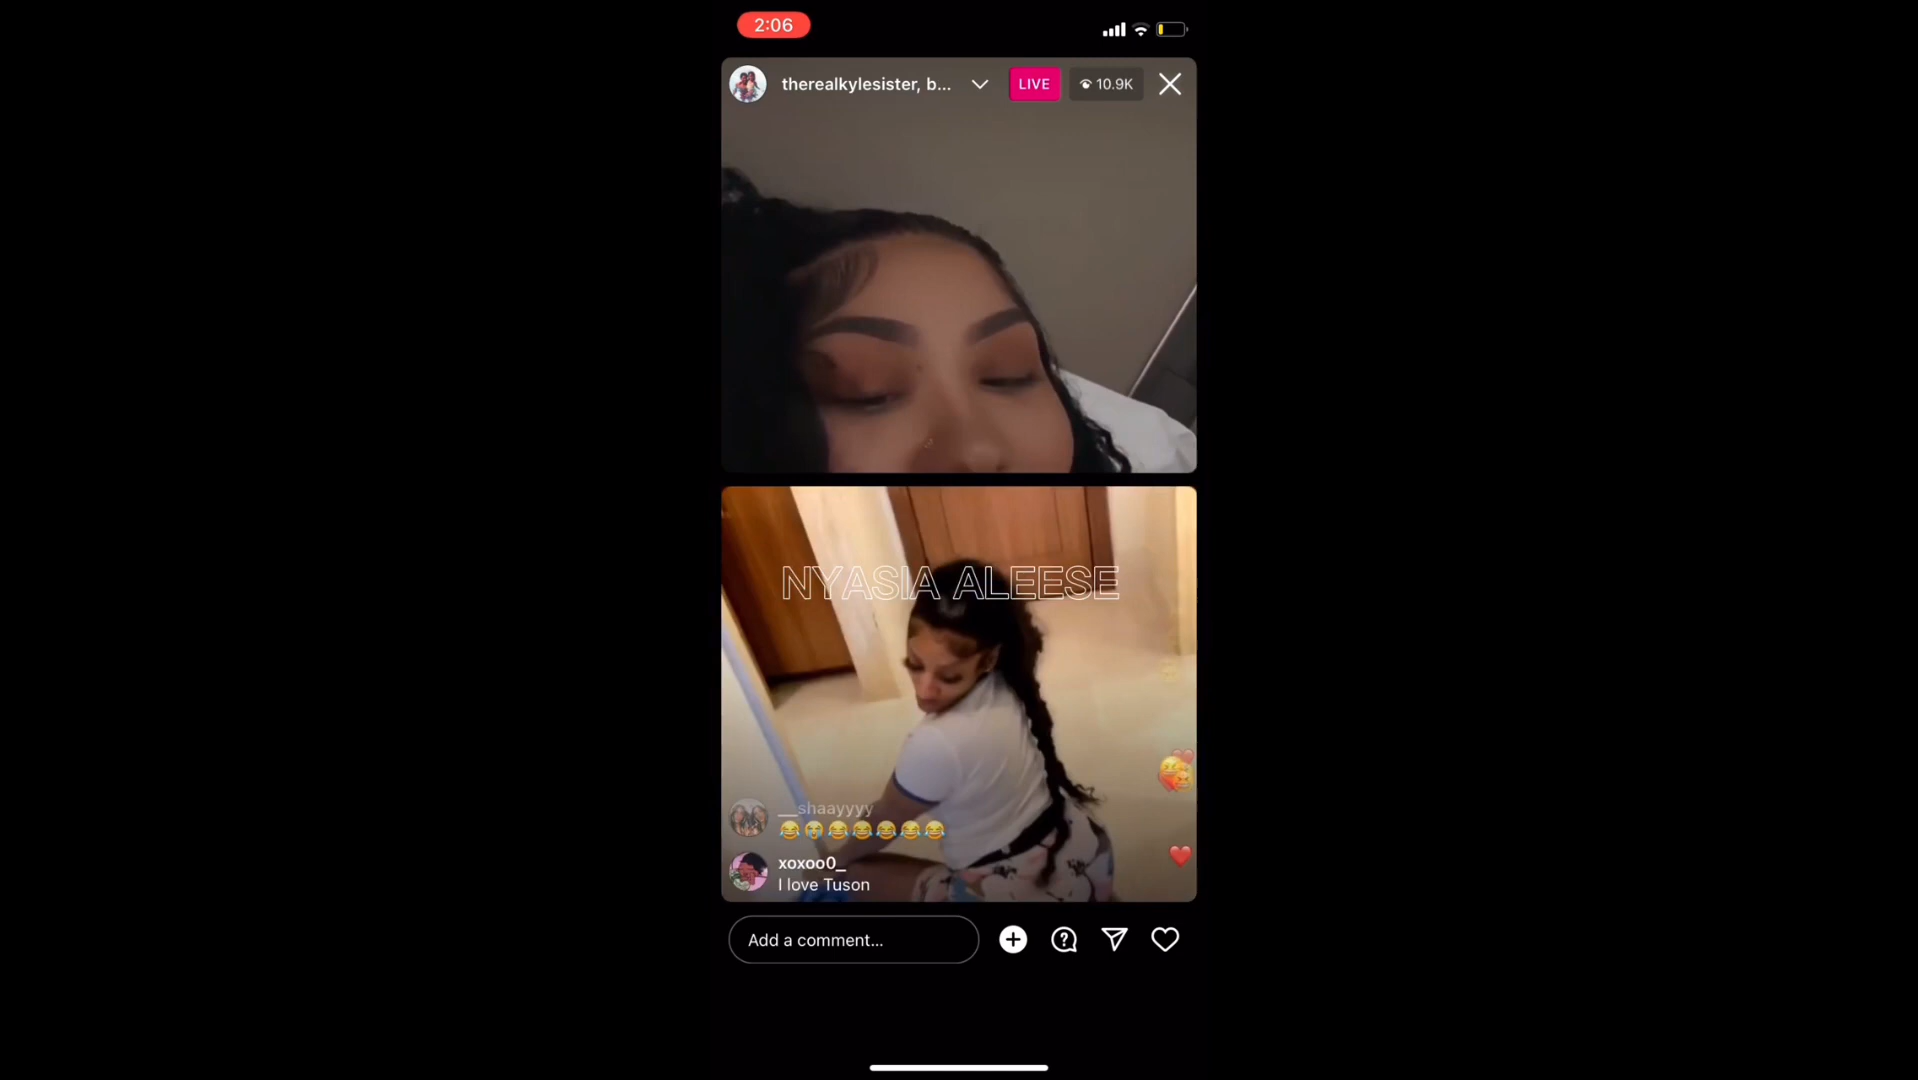 2:06
therealkylesister, b...
LIVE
10.9K
NYASIA ALEESE
__shaayyyy
😂😭😂😂😂😂😂
xoxoo0_
I love Tuson
Add a comment...